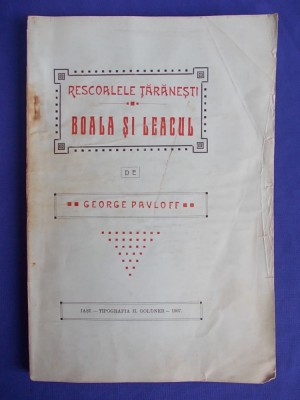 RESCOALELE ȚĂRĂNEȘTI
BOALA ȘI LEACUL
DE
GEORGE PAVLOFF
IAȘI — TIPOGRAFIA H. GOLDNER — 1907